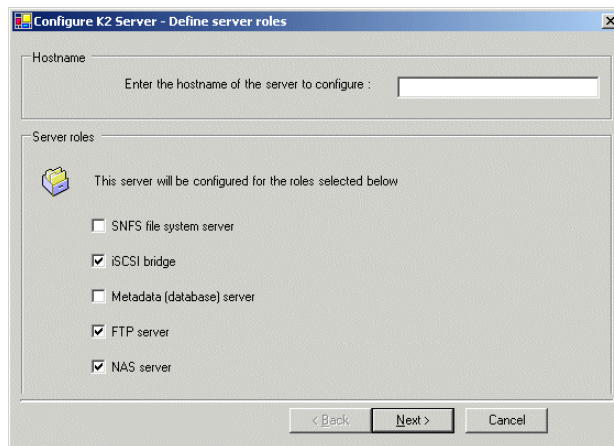 Configure K2 Server - Define server roles
Hostname
Enter the hostname of the server to configure :
Server roles
This server will be configured for the roles selected below
SNFS file system server
iSCSI bridge
Metadata (database) server
FTP server
NAS server
< Back
Next >
Cancel